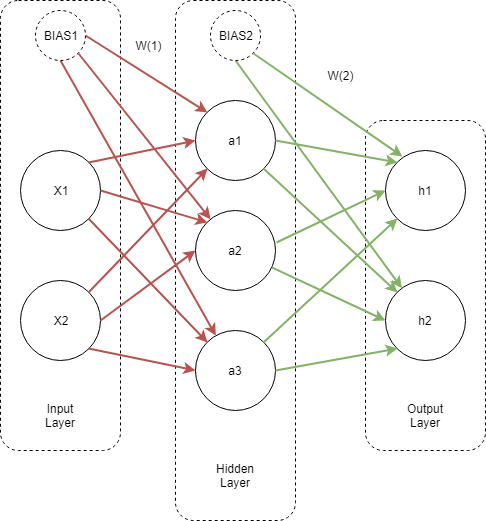 BIAS1
BIAS2
W(1)
W(2)
a1
X1
h1
a2
X2
h2
a3
Input
Layer
Output
Layer
Hidden
Layer